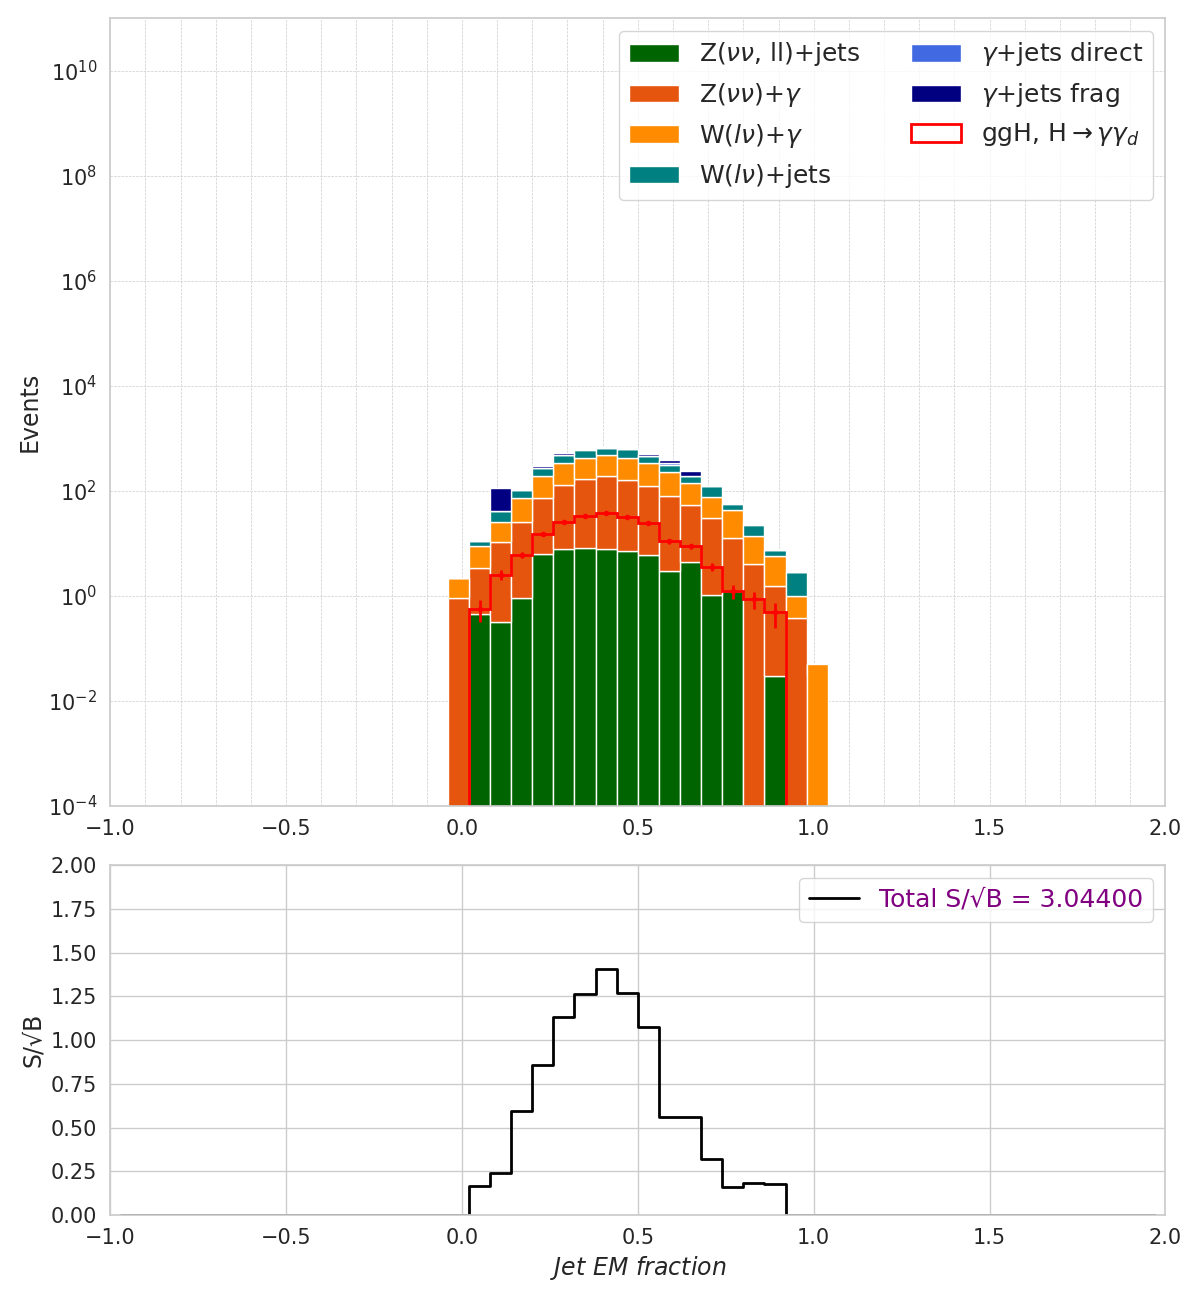 Z(νν, ll)+jets
Z(νν)+γ
W(lν)+γ
W(lν)+jets
γ+jets direct
γ+jets frag
ggH, H→γγ_d
Events
10^10
10^8
10^6
10^4
10^2
10^0
10^−2
10^−4
−1.0 −0.5 0.0 0.5 1.0 1.5 2.0
Total S/√B = 3.04400
S/√B
2.00
1.75
1.50
1.25
1.00
0.75
0.50
0.25
0.00
−1.0 −0.5 0.0 0.5 1.0 1.5 2.0
Jet EM fraction